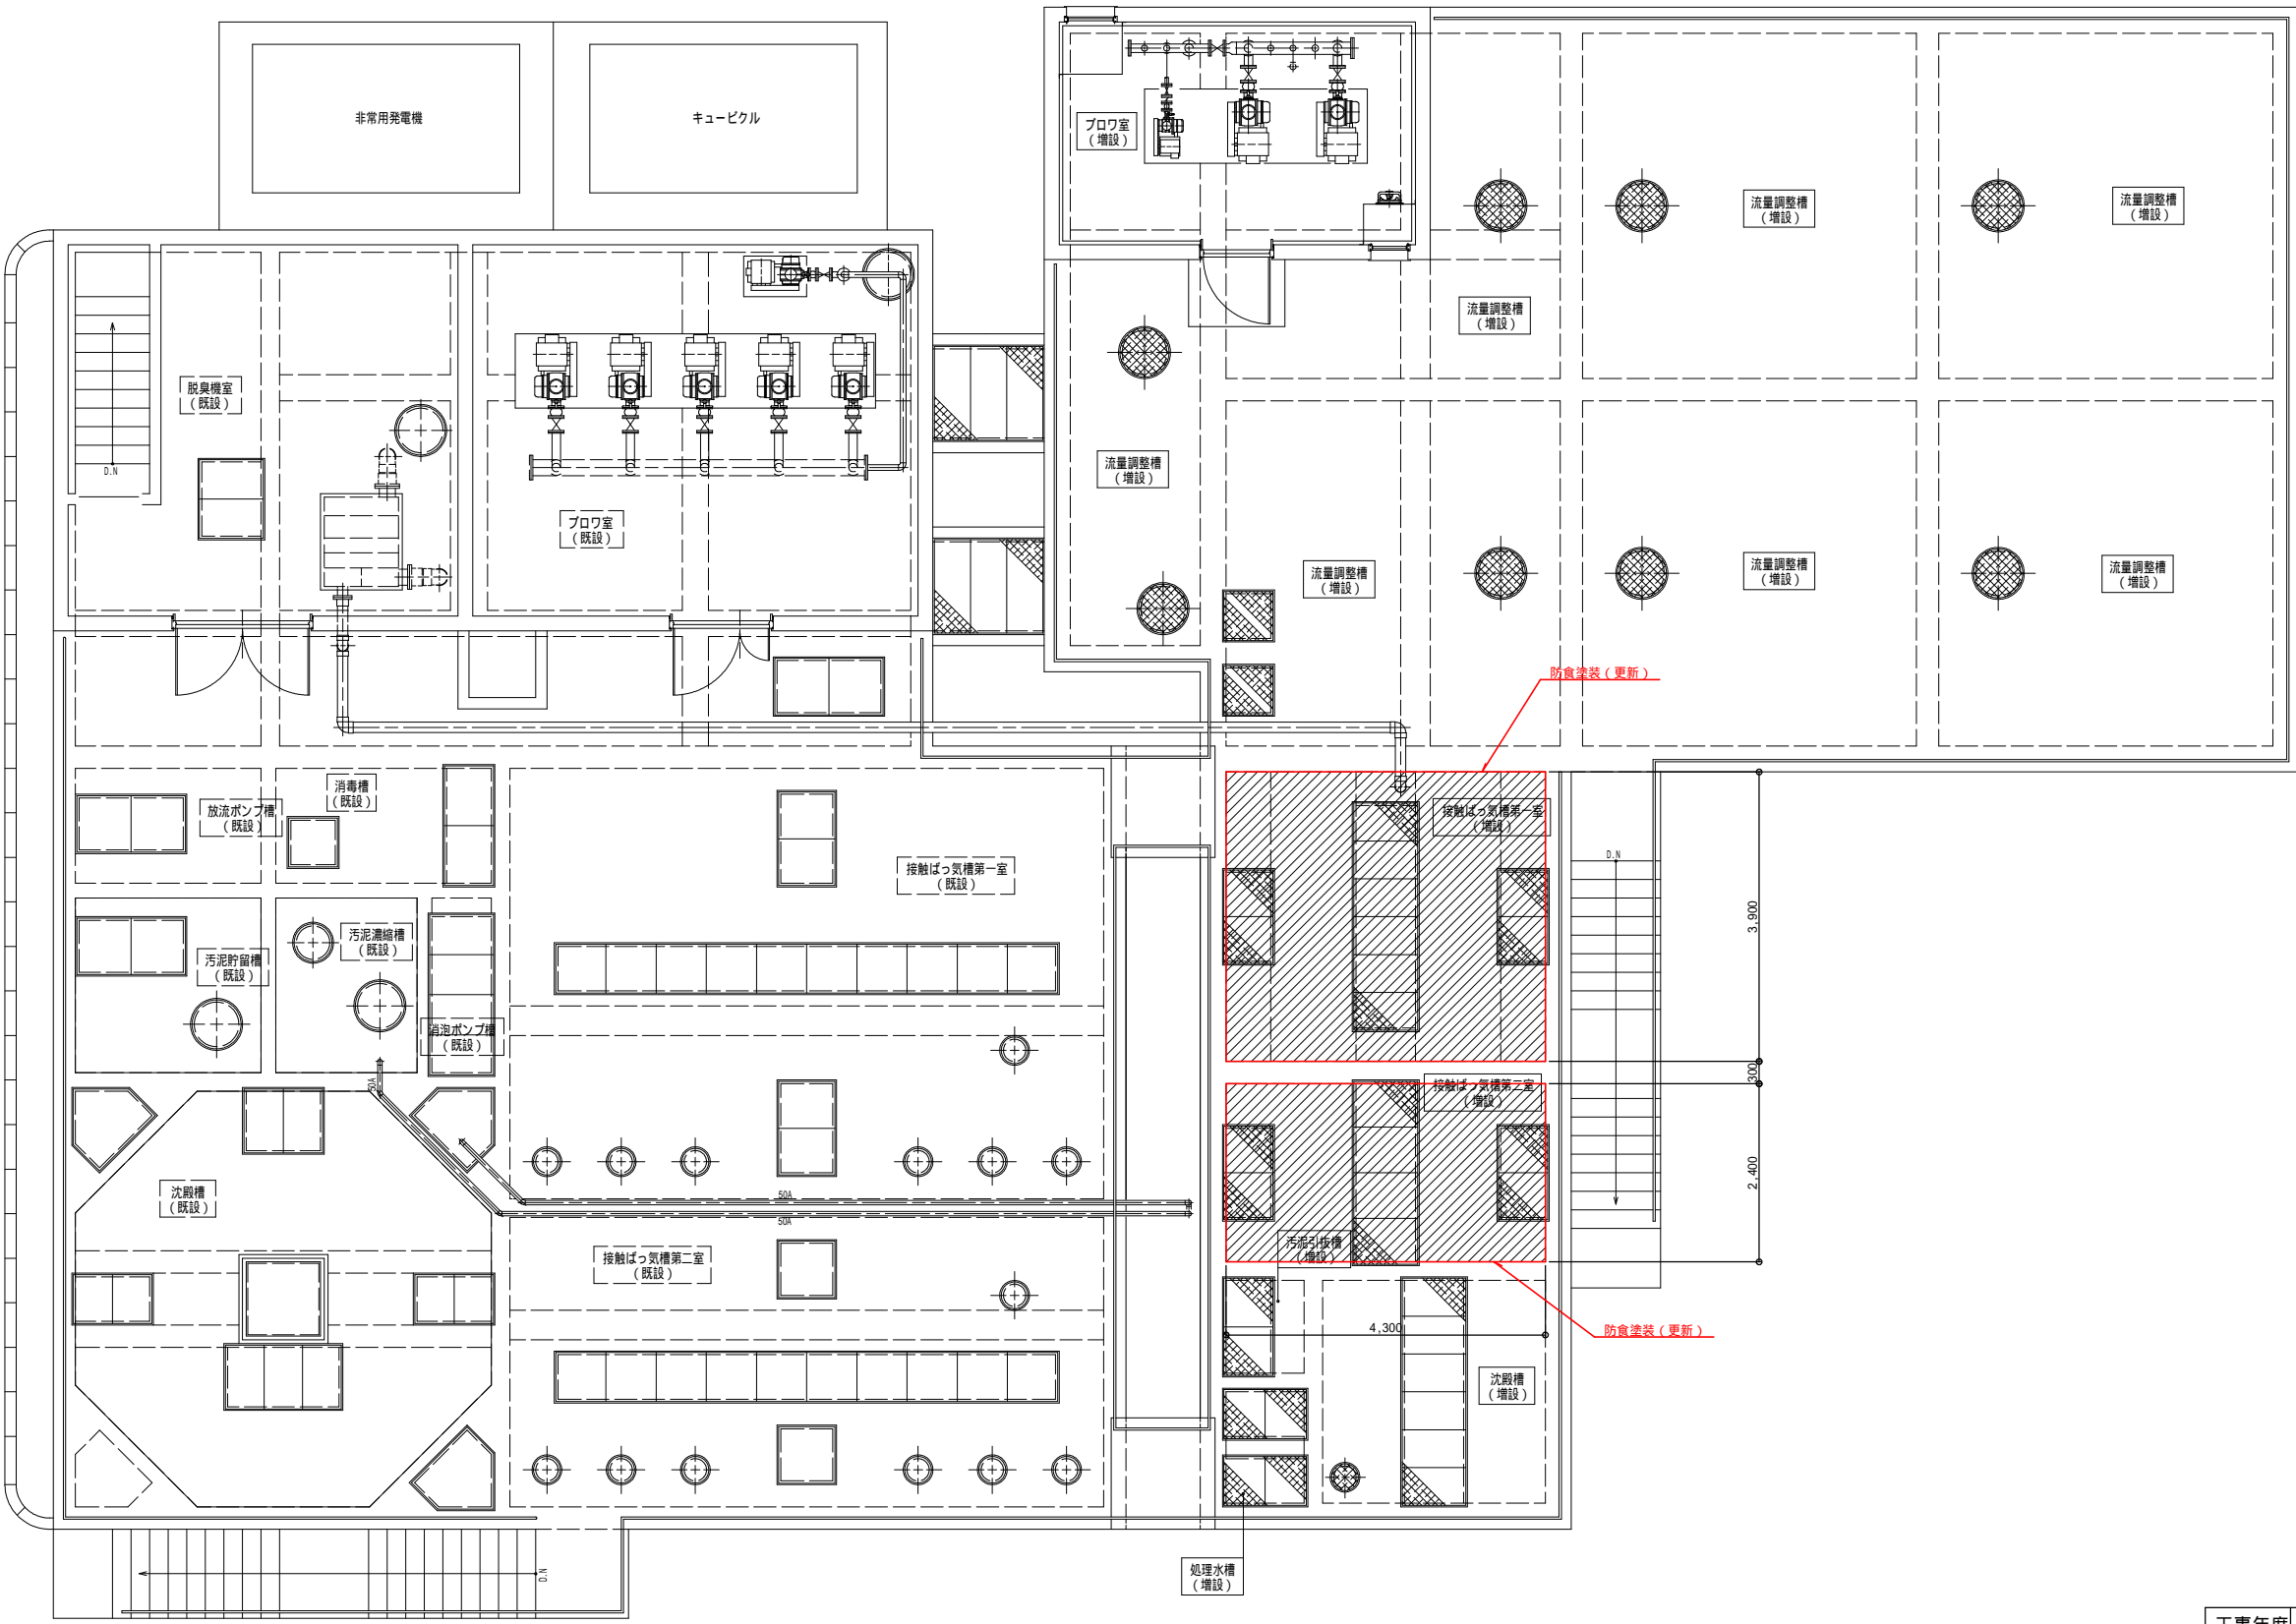 非常用発電機
キュービクル
ブロワ室
（増設）
流量調整槽
（増設）
流量調整槽
（増設）
流量調整槽
（増設）
脱臭機室
（既設）
D.N
ブロワ室
（既設）
流量調整槽
（増設）
流量調整槽
（増設）
流量調整槽
（増設）
流量調整槽
（増設）
防食塗装（更新）
消毒槽
（既設）
放流ポンプ槽
（既設）
接触ばっ気槽第一室
（既設）
接触ばっ気槽第一室
（増設）
D.N
3,900
汚泥濃縮槽
（既設）
汚泥貯留槽
（既設）
消泡ポンプ槽
（既設）
50A
300
接触ばっ気槽第二室
（増設）
2,400
沈殿槽
（既設）
50A
50A
接触ばっ気槽第二室
（既設）
汚泥引抜槽
（増設）
4,300
防食塗装（更新）
沈殿槽
（増設）
D.N
処理水槽
（増設）
工事年度